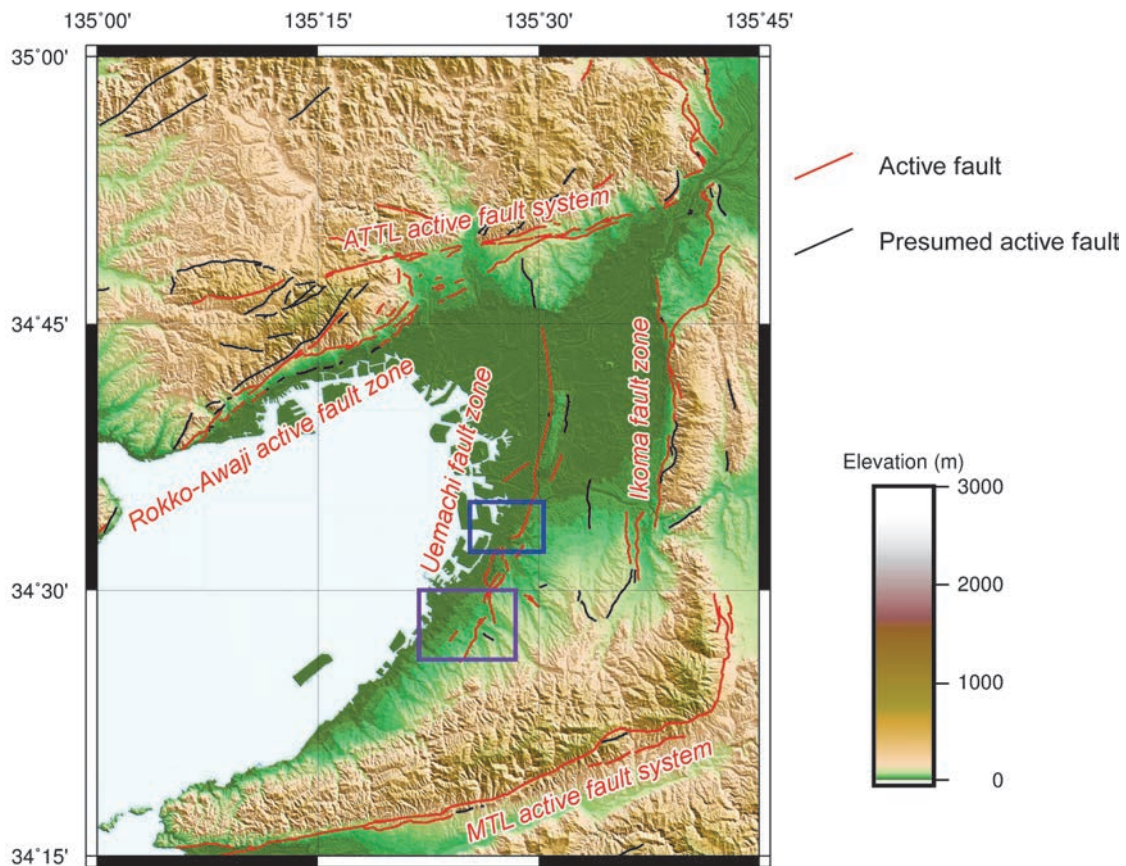 135°00' 135°15' 135°30' 135°45'
35°00'
34°45'
34°30'
34°15'
ATTL active fault system
Rokko-Awaji active fault zone
Uemachi fault zone
Ikoma fault zone
MTL active fault system
Active fault
Presumed active fault
Elevation (m)
3000
2000
1000
0